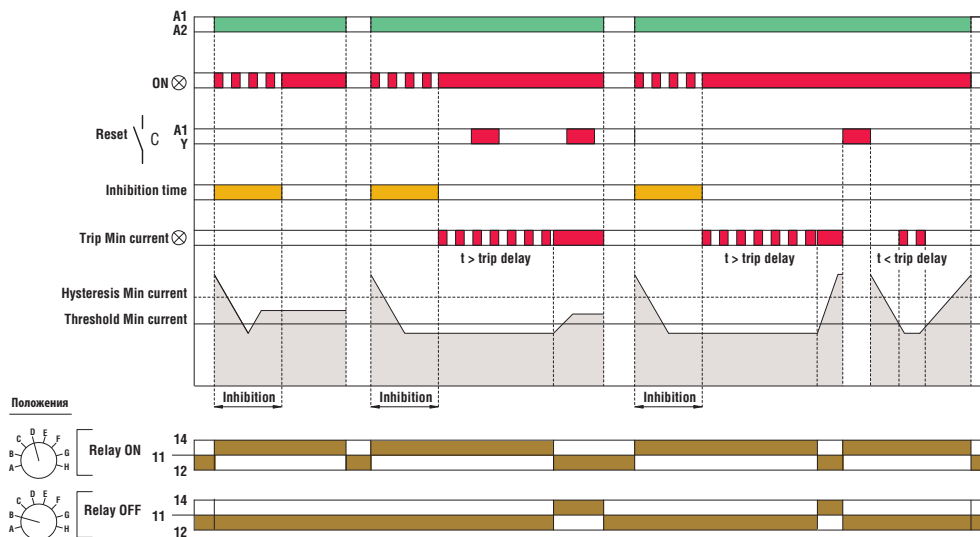 A1
A2
ON
Reset C A1
Y
Inhibition time
Trip Min current
t > trip delay t > trip delay t < trip delay
Hysteresis Min current
Threshold Min current
Inhibition Inhibition Inhibition
Положения
A B C D E F G H Relay ON 14
11
12
A B C D E F G H Relay OFF 14
11
12